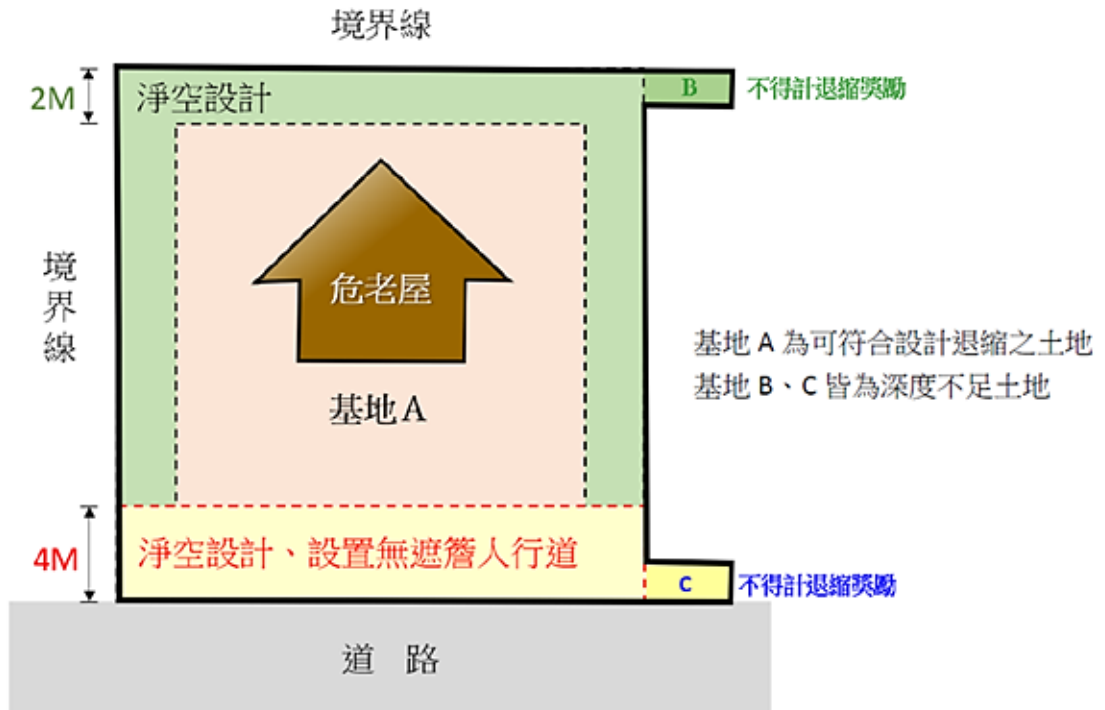 境界線
2M
淨空設計
B
不得計退縮獎勵
境界線
危老屋
基地A
基地 A 為可符合設計退縮之土地
基地 B、C 皆為深度不足土地
4M
淨空設計、設置無遮簷人行道
C
不得計退縮獎勵
道 路